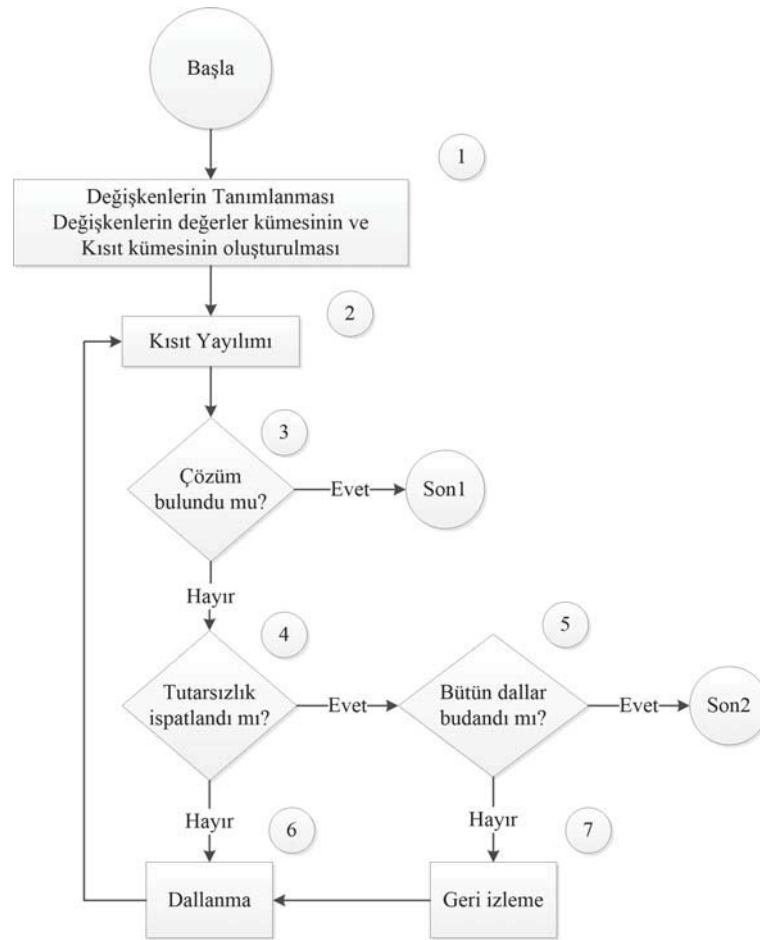 Başla
1
Değişkenlerin Tanımlanması
Değişkenlerin değerler kümesinin ve
Kısıt kümesinin oluşturulması
2
Kısıt Yayılımı
3
Çözüm
bulundu mu?
Evet
Son1
Hayır
4
5
Tutarsızlık
ispatlandı mı?
Evet
Bütün dallar
budandı mı?
Evet
Son2
Hayır
6
Hayır
7
Dallanma
Geri izleme